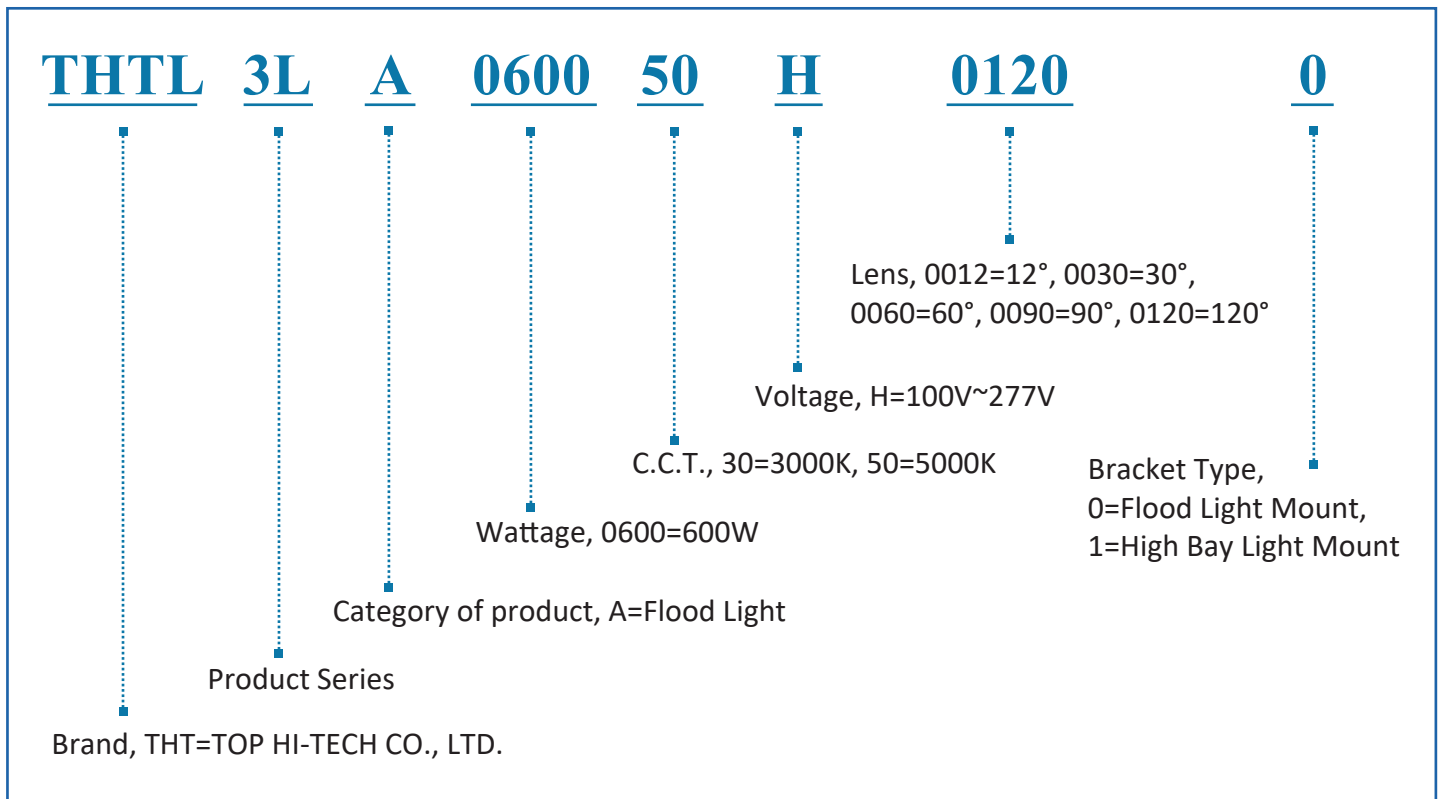 THTL 3L A 0600 50 H 0120 0
Lens, 0012=12°, 0030=30°,
0060=60°, 0090=90°, 0120=120°
Voltage, H=100V~277V
C.C.T., 30=3000K, 50=5000K
Bracket Type,
0=Flood Light Mount,
1=High Bay Light Mount
Wattage, 0600=600W
Category of product, A=Flood Light
Product Series
Brand, THT=TOP HI-TECH CO., LTD.